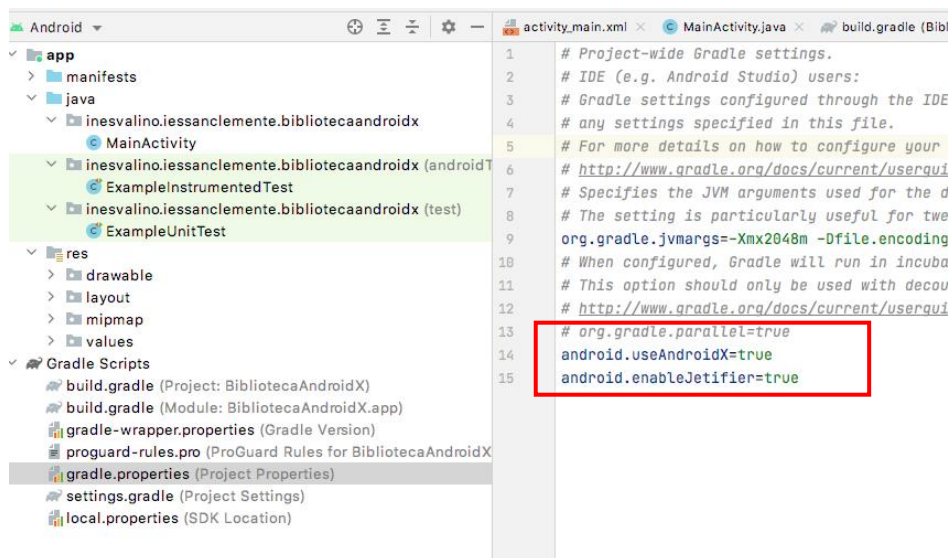 Android
app
manifests
java
inesvalino.iessanclemente.bibliotecaandroidx
MainActivity
inesvalino.iessanclemente.bibliotecaandroidx (androidT
ExampleInstrumentedTest
inesvalino.iessanclemente.bibliotecaandroidx (test)
ExampleUnitTest
res
drawable
layout
mipmap
values
Gradle Scripts
build.gradle (Project: BibliotecaAndroidX)
build.gradle (Module: BibliotecaAndroidX.app)
gradle-wrapper.properties (Gradle Version)
proguard-rules.pro (ProGuard Rules for BibliotecaAndroidX
gradle.properties (Project Properties)
settings.gradle (Project Settings)
local.properties (SDK Location)
activity_main.xml MainActivity.java build.gradle (Bibl
1 # Project-wide Gradle settings.
2 # IDE (e.g. Android Studio) users:
3 # Gradle settings configured through the IDE
4 # any settings specified in this file.
5 # For more details on how to configure your
6 # http://www.gradle.org/docs/current/usergui
7 # Specifies the JVM arguments used for the d
8 # The setting is particularly useful for twe
9 org.gradle.jvmargs=-Xmx2048m -Dfile.encoding
10 # When configured, Gradle will run in incuba
11 # This option should only be used with decou
12 # http://www.gradle.org/docs/current/usergui
13 # org.gradle.parallel=true
14 android.useAndroidX=true
15 android.enableJetifier=true